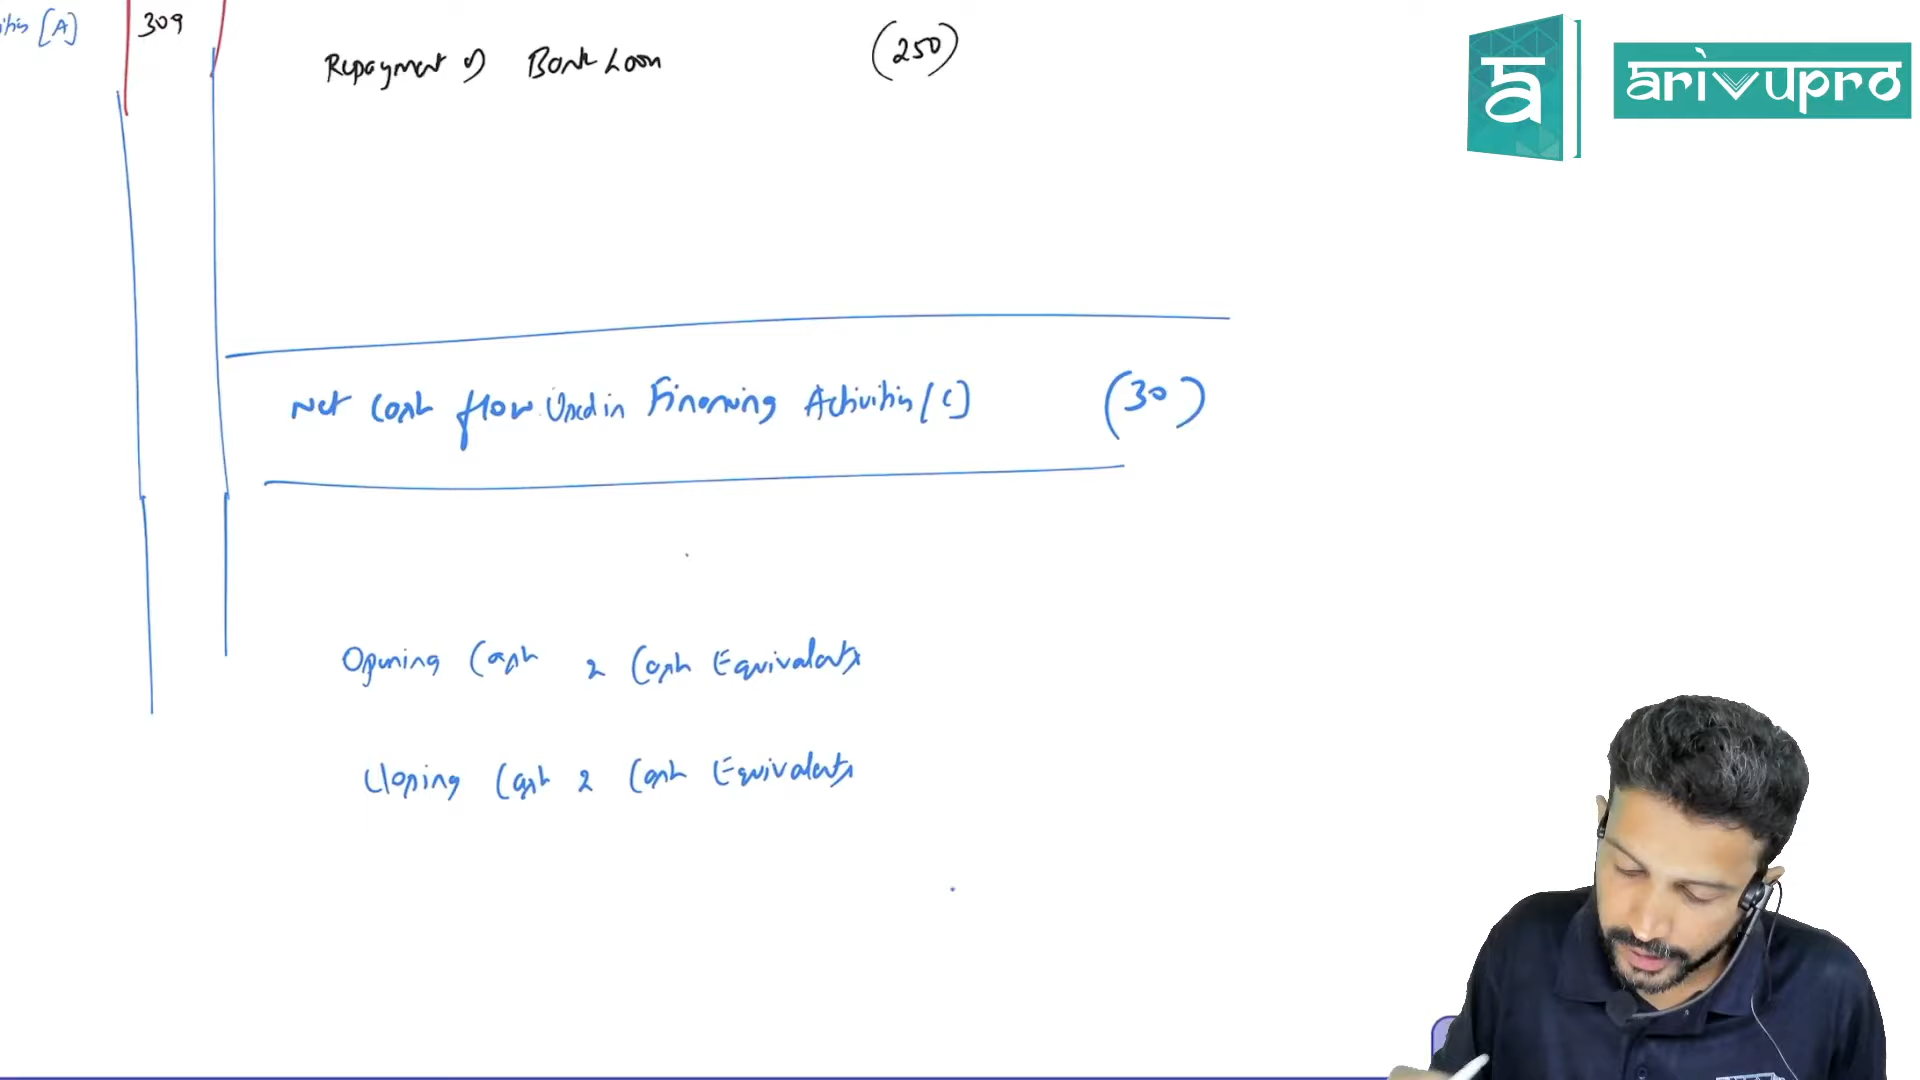 ities [A] 309
Repayment of Bank Loan (250)
Net Cash flow Used in Financing Activities [C] (30)
Opening Cash & Cash Equivalents
Closing Cash & Cash Equivalents
arivupro